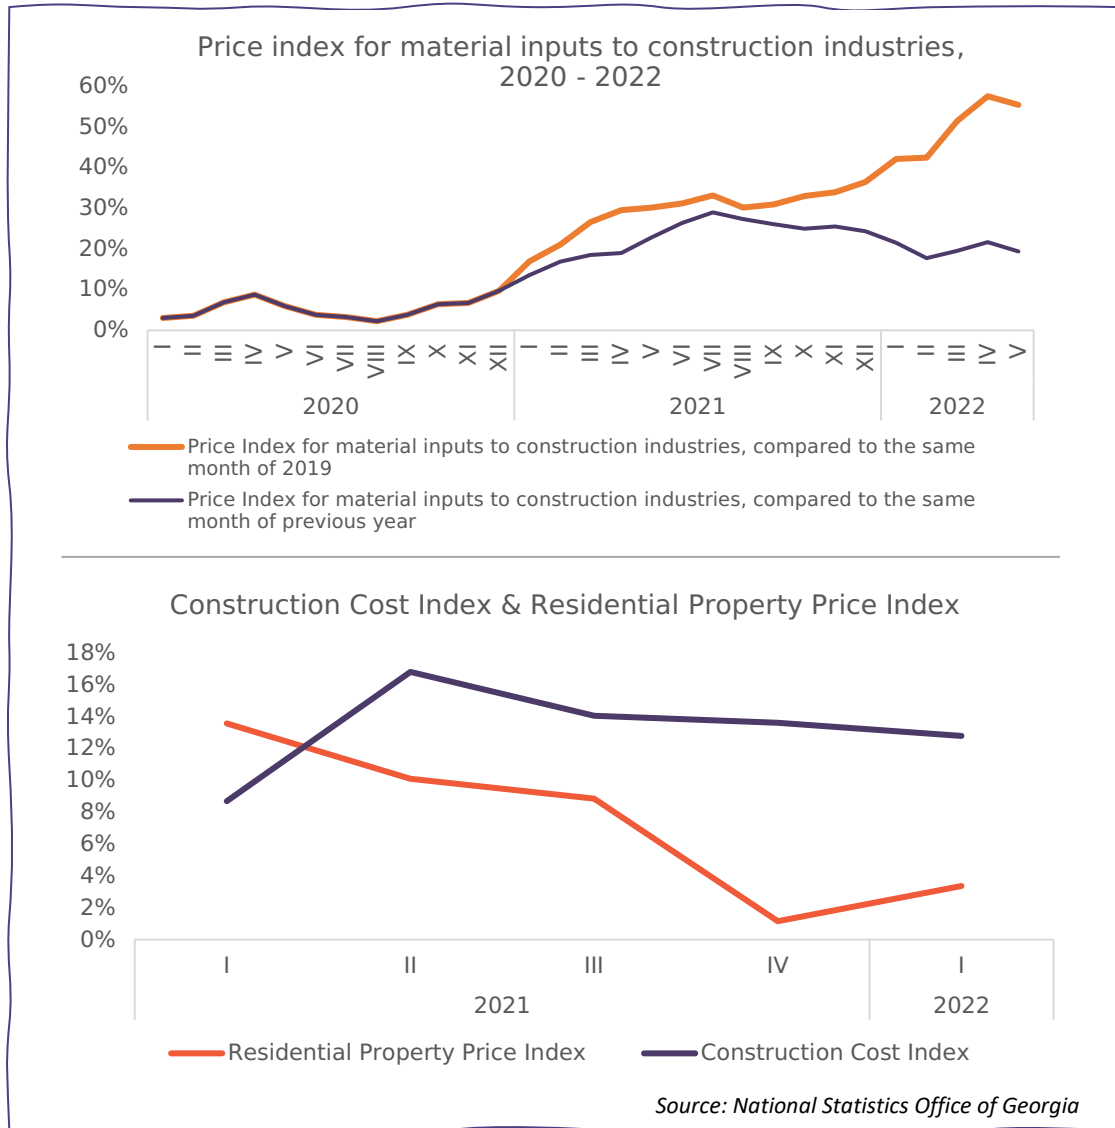 Price index for material inputs to construction industries,
2020 - 2022
60%
50%
40%
30%
20%
10%
0%
I II III IV V VI VII VIII IX X XI XII I II III IV V VI VII VIII IX X XI XII I II III IV V
2020 2021 2022
Price Index for material inputs to construction industries, compared to the same
month of 2019
Price Index for material inputs to construction industries, compared to the same
month of previous year
Construction Cost Index & Residential Property Price Index
18%
16%
14%
12%
10%
8%
6%
4%
2%
0%
I II III IV I
2021 2022
Residential Property Price Index Construction Cost Index
Source: National Statistics Office of Georgia